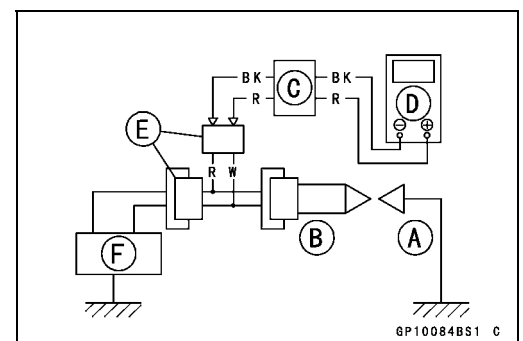 BK C BK
R R D
⊖ ⊕
E
R W
B A
F
GP10084BS1 C